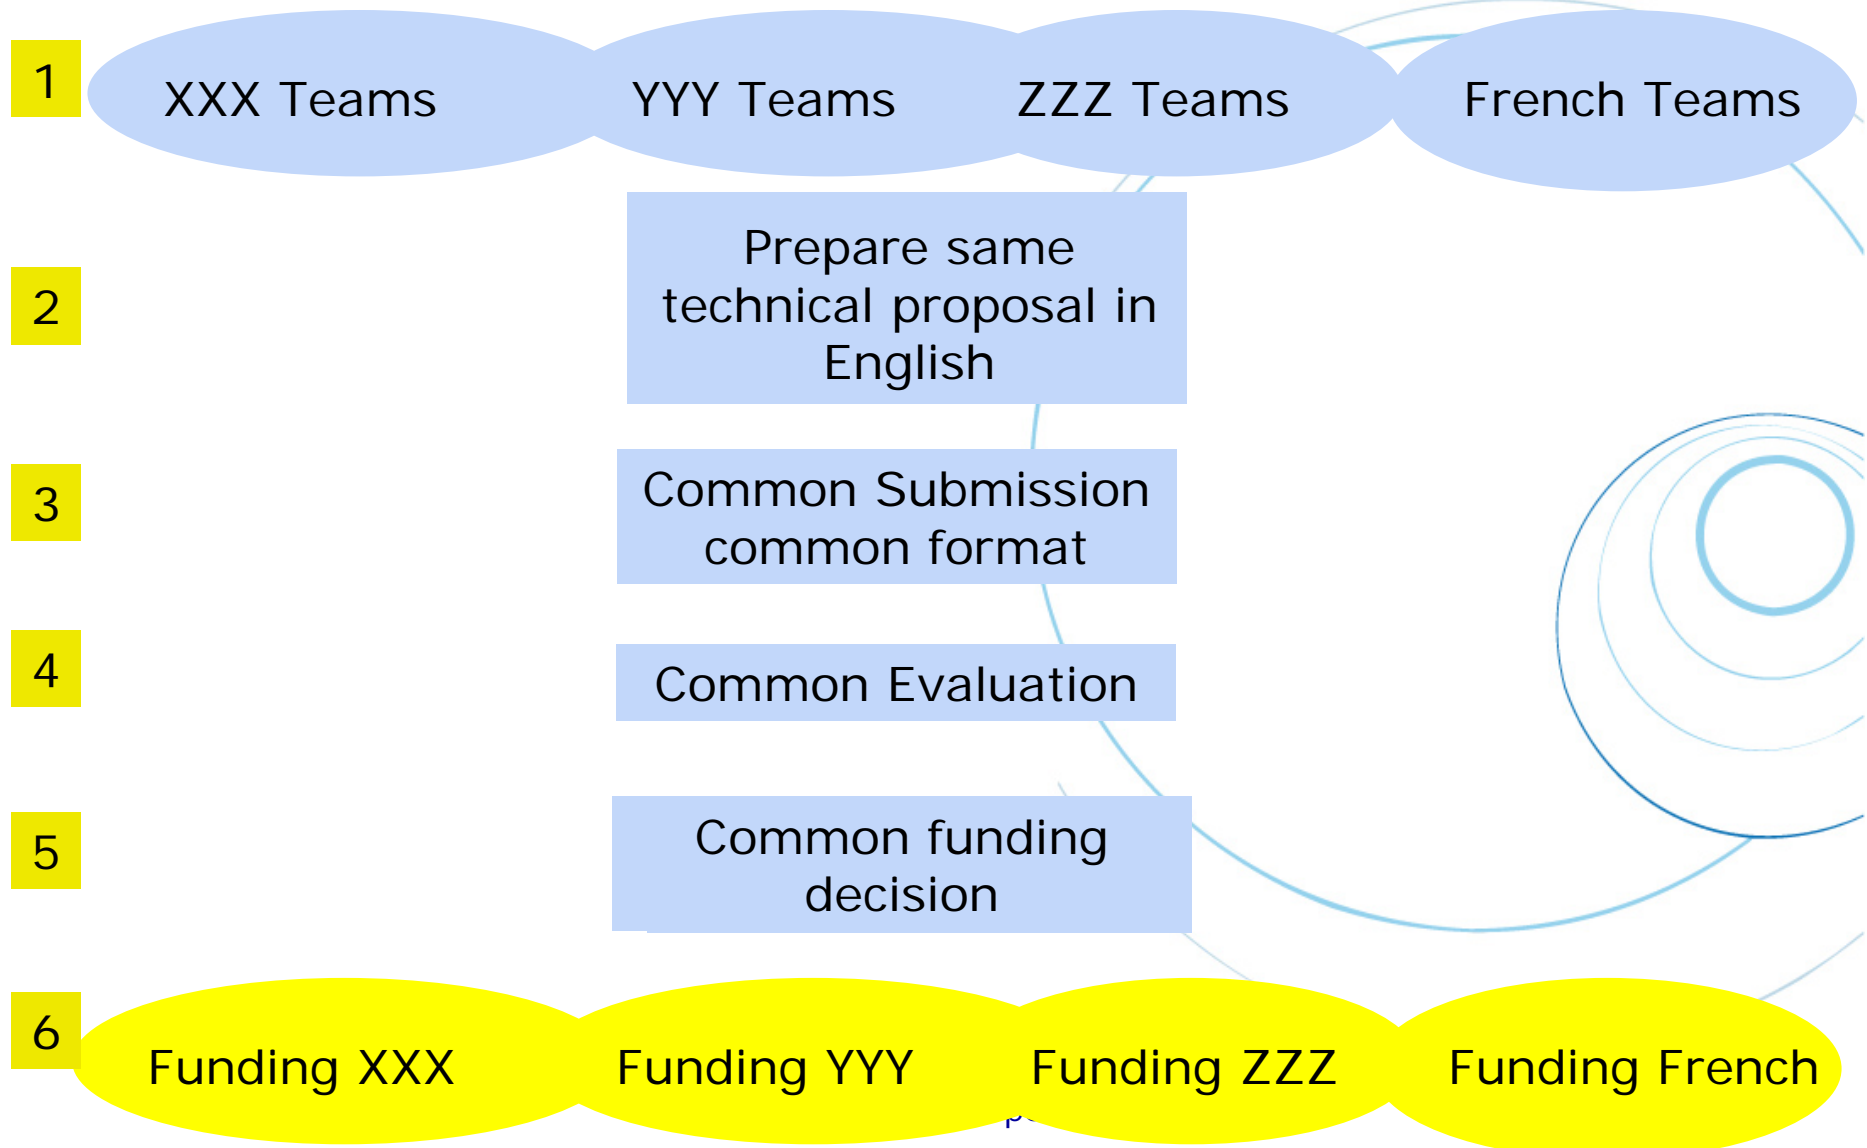 1
XXX Teams YYY Teams ZZZ Teams French Teams
2
Prepare same
technical proposal in
English
3
Common Submission
common format
4
Common Evaluation
5
Common funding
decision
6
Funding XXX Funding YYY Funding ZZZ Funding French